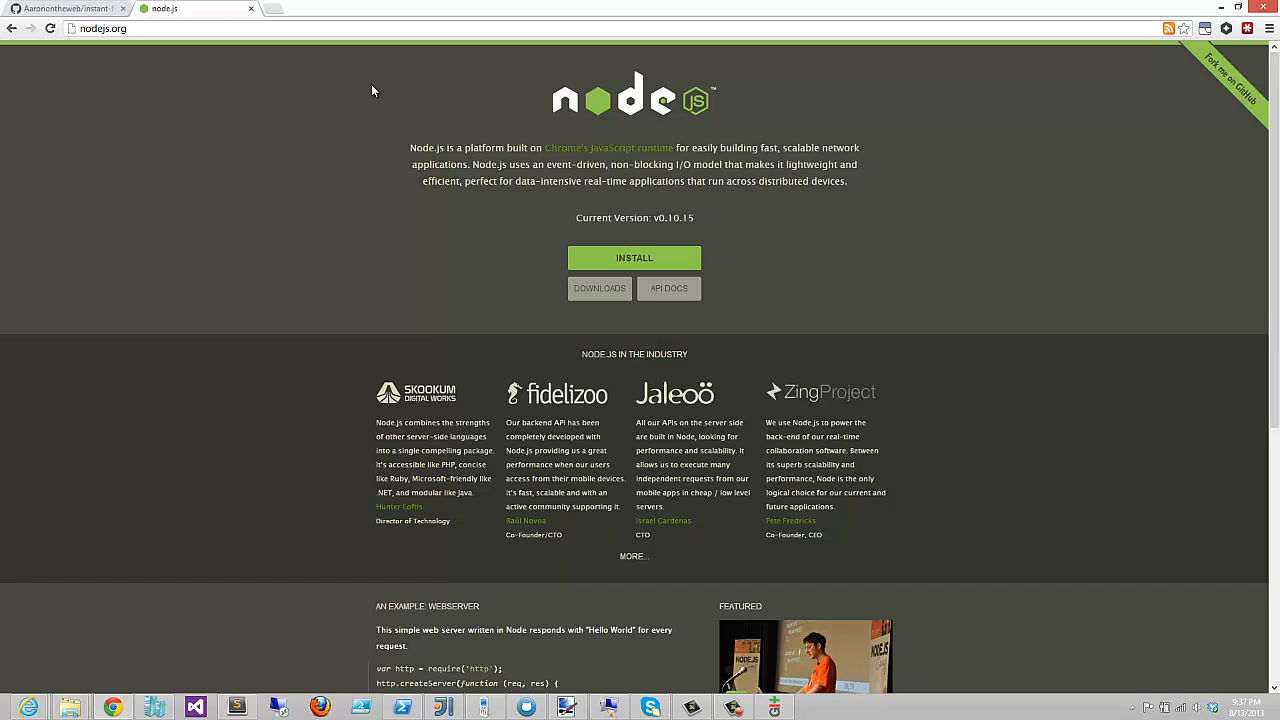 Aaronontheweb/instant-f
node.js
nodejs.org
Fork me on GitHub
node JS ™
Node.js is a platform built on Chrome's JavaScript runtime for easily building fast, scalable network
applications. Node.js uses an event-driven, non-blocking I/O model that makes it lightweight and
efficient, perfect for data-intensive real-time applications that run across distributed devices.
Current Version: v0.10.15
INSTALL
DOWNLOADS
API DOCS
NODE.JS IN THE INDUSTRY
SKOOKUM
DIGITAL WORKS
Node.js combines the strengths
of other server-side languages
into a single compelling package.
It's accessible like PHP, concise
like Ruby, Microsoft-friendly like
.NET, and modular like Java.
Hunter Loftis
Director of Technology
fidelizoo
Our backend API has been
completely developed with
Node.js providing us a great
performance when our users
access from their mobile devices.
It's fast, scalable and with an
active community supporting it.
Raúl Novoa
Co-Founder/CTO
Jaleoö
All our APIs on the server side
are built in Node, looking for
performance and scalability. It
allows us to execute many
independent requests from our
mobile apps in cheap / low level
servers.
Israel Cardenas
CTO
ZingProject
We use Node.js to power the
back-end of our real-time
collaboration software. Between
its superb scalability and
performance, Node is the only
logical choice for our current and
future applications.
Pete Fredricks
Co-Founder, CEO
MORE...
AN EXAMPLE: WEBSERVER
This simple web server written in Node responds with "Hello World" for every
request.
var http = require('http');
http.createServer(function (req, res) {
FEATURED
NODE.JS
9:37 PM
8/13/2013